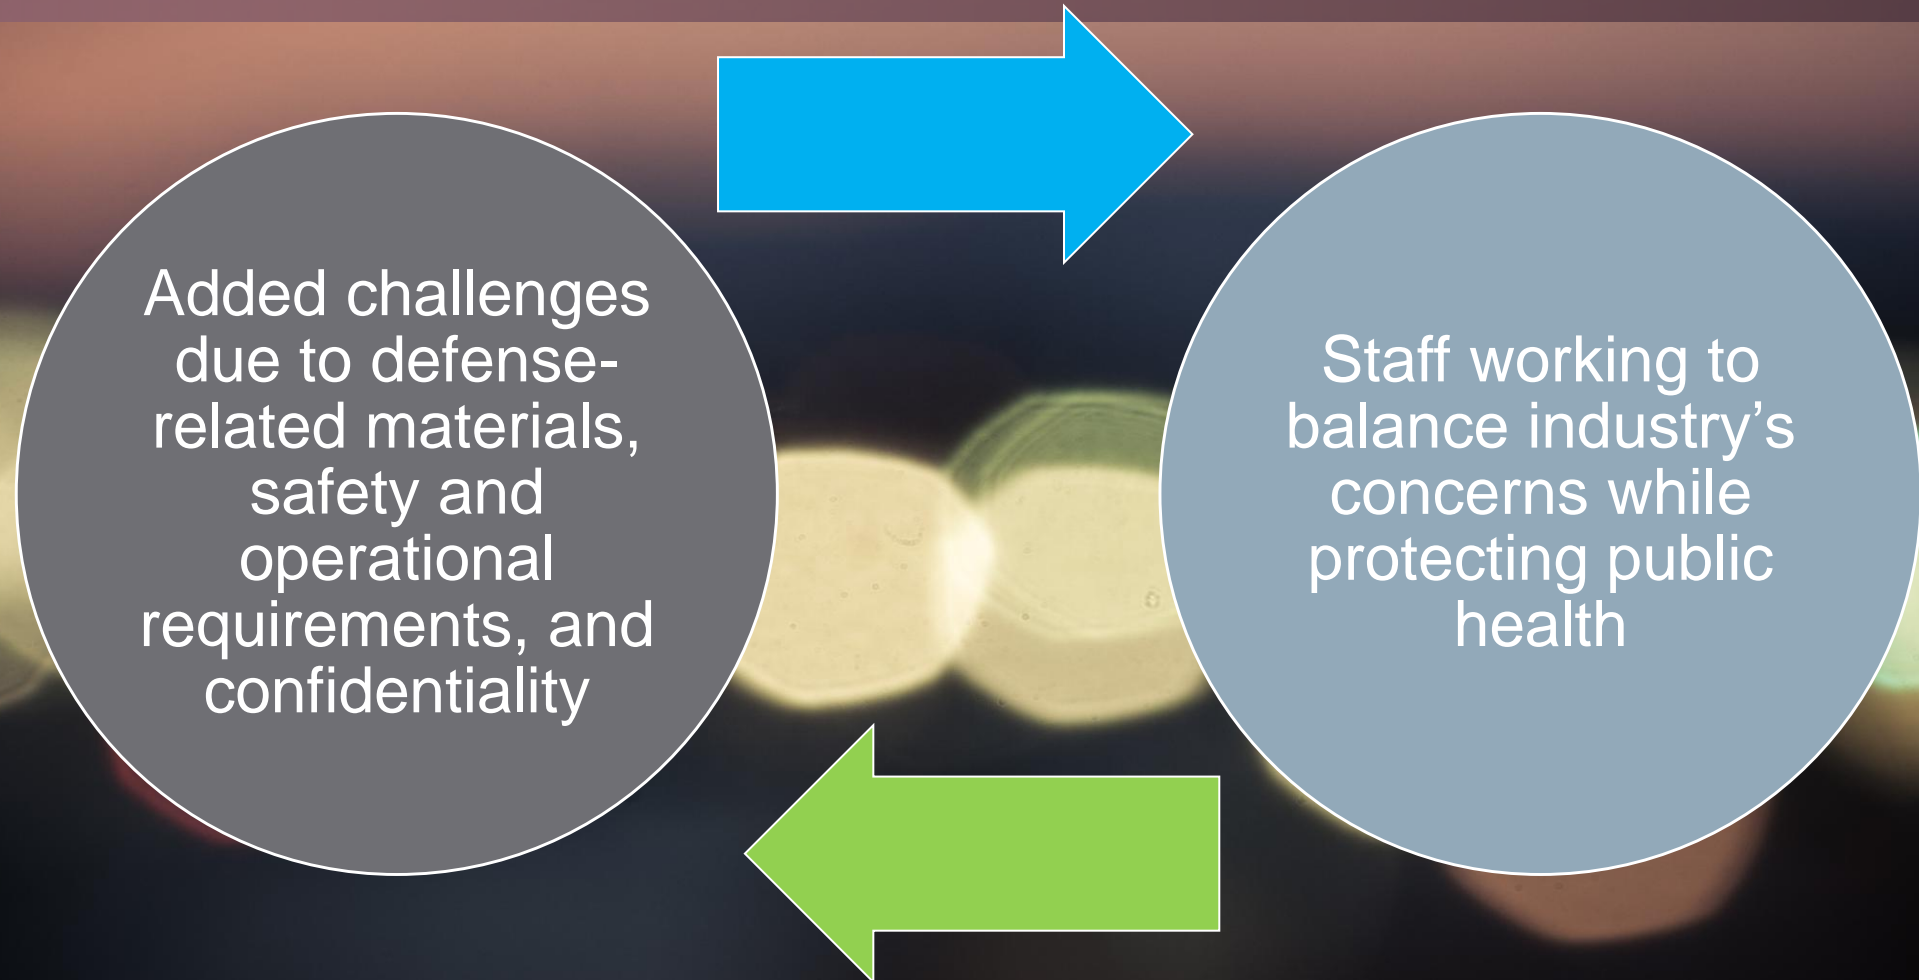 Added challenges
due to defense-
related materials,
safety and
operational
requirements, and
confidentiality
Staff working to
balance industry’s
concerns while
protecting public
health